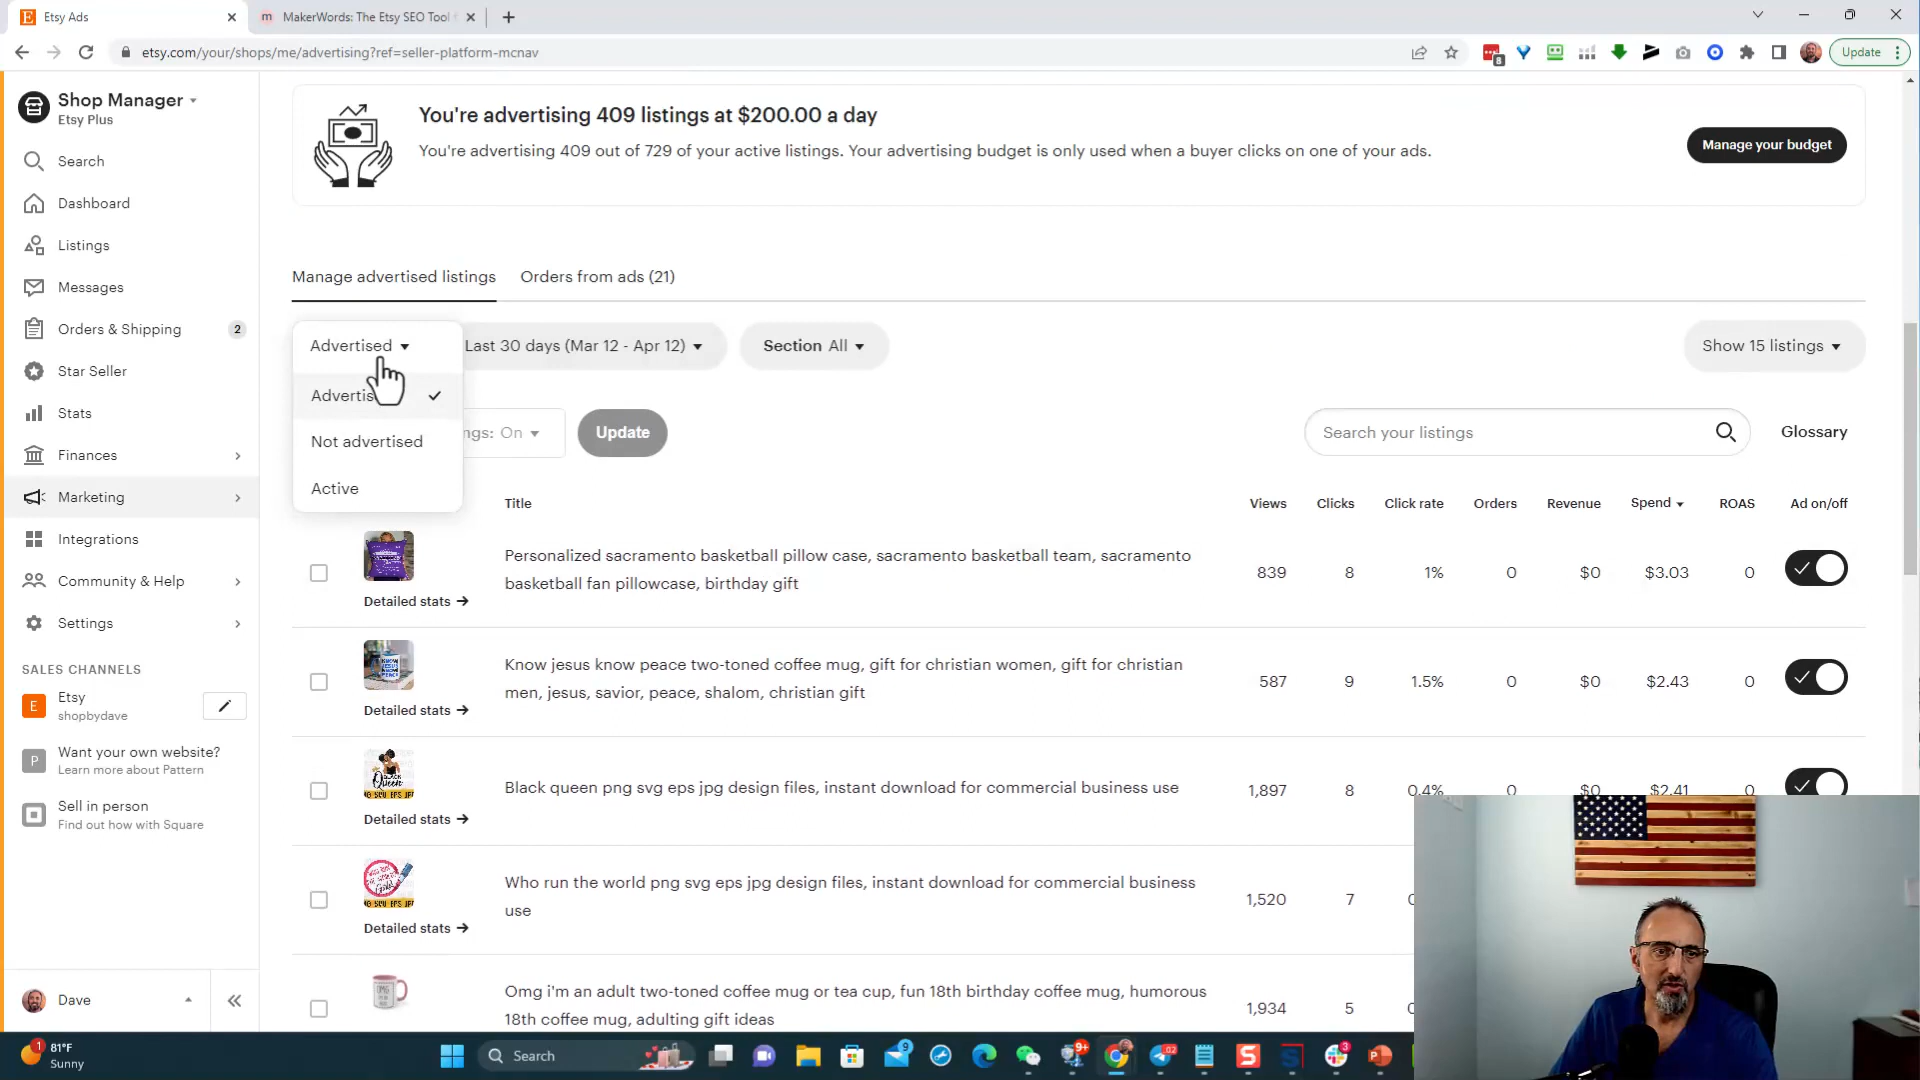 Etsy Ads
MakerWords: The Etsy SEO Tool
etsy.com/your/shops/me/advertising?ref=seller-platform-mcnav
Update
Shop Manager
Etsy Plus
Search
Dashboard
Listings
Messages
Orders & Shipping 2
Star Seller
Stats
Finances
Marketing
Integrations
Community & Help
Settings
SALES CHANNELS
Etsy
shopbydave
Want your own website?
Learn more about Pattern
Sell in person
Find out how with Square
Dave
You're advertising 409 listings at $200.00 a day
You're advertising 409 out of 729 of your active listings. Your advertising budget is only used when a buyer clicks on one of your ads.
Manage your budget
Manage advertised listings Orders from ads (21)
Advertised Last 30 days (Mar 12 - Apr 12) Section All Show 15 listings
Not advertised
Active
On Update Search your listings Glossary
Title Views Clicks Click rate Orders Revenue Spend ROAS Ad on/off
Personalized sacramento basketball pillow case, sacramento basketball team, sacramento
basketball fan pillowcase, birthday gift
839 8 1% 0 $0 $3.03 0
Detailed stats
Know jesus know peace two-toned coffee mug, gift for christian women, gift for christian
men, jesus, savior, peace, shalom, christian gift
587 9 1.5% 0 $0 $2.43 0
Detailed stats
Black queen png svg eps jpg design files, instant download for commercial business use
1,897 8 0.4% 0 $0 $2.41 0
Detailed stats
Who run the world png svg eps jpg design files, instant download for commercial business
use
1,520 7
Detailed stats
Omg i'm an adult two-toned coffee mug or tea cup, fun 18th birthday coffee mug, humorous
18th coffee mug, adulting gift ideas
1,934 5
81°F
Sunny
Search